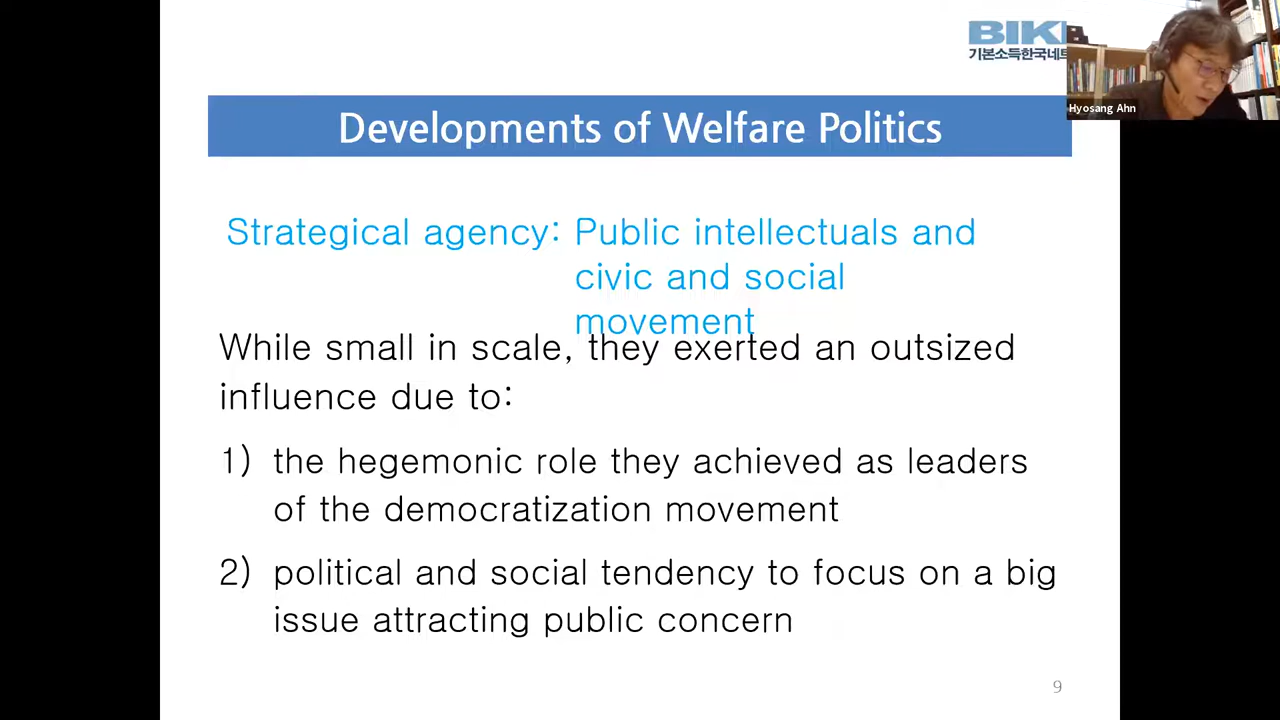 BIK
기본소득한국네트
Hyosang Ahn
Developments of Welfare Politics
Strategical agency: Public intellectuals and
civic and social
movement
While small in scale, they exerted an outsized
influence due to:
1) the hegemonic role they achieved as leaders
of the democratization movement
2) political and social tendency to focus on a big
issue attracting public concern
9